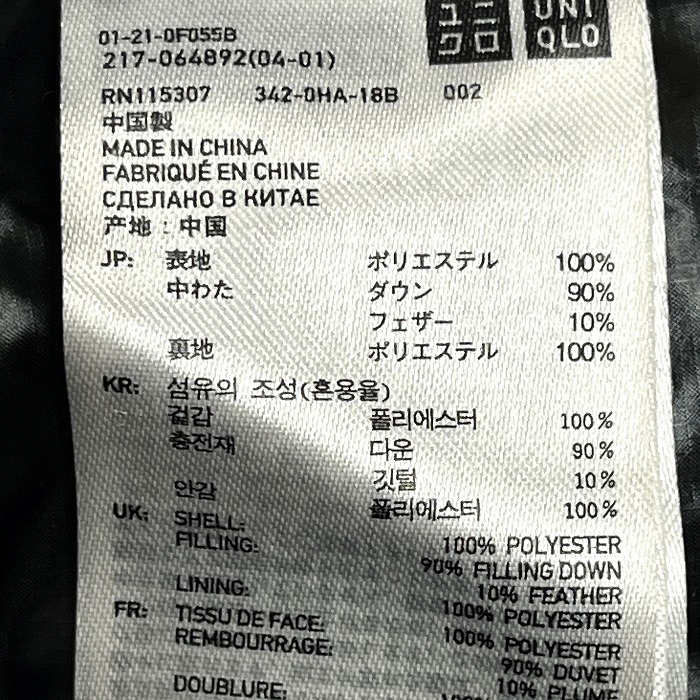 ユニ
クロ
UNI
QLO
01-21-0F055B
217-064892(04-01)
RN115307 342-0HA-18B 002
中国製
MADE IN CHINA
FABRIQUÉ EN CHINE
СДЕЛАНО В КИТАЕ
产地：中国
JP: 表地 ポリエステル 100%
中わた ダウン 90%
フェザー 10%
裏地 ポリエステル 100%
KR: 섬유의 조성(혼용율)
겉감 폴리에스터 100%
충전재 다운 90%
깃털 10%
안감 폴리에스터 100%
UK: SHELL: 100% POLYESTER
FILLING: 90% FILLING DOWN
10% FEATHER
LINING: 100% POLYESTER
FR: TISSU DE FACE: 100% POLYESTER
REMBOURRAGE: 90% DUVET
10% PLUME
DOUBLURE: